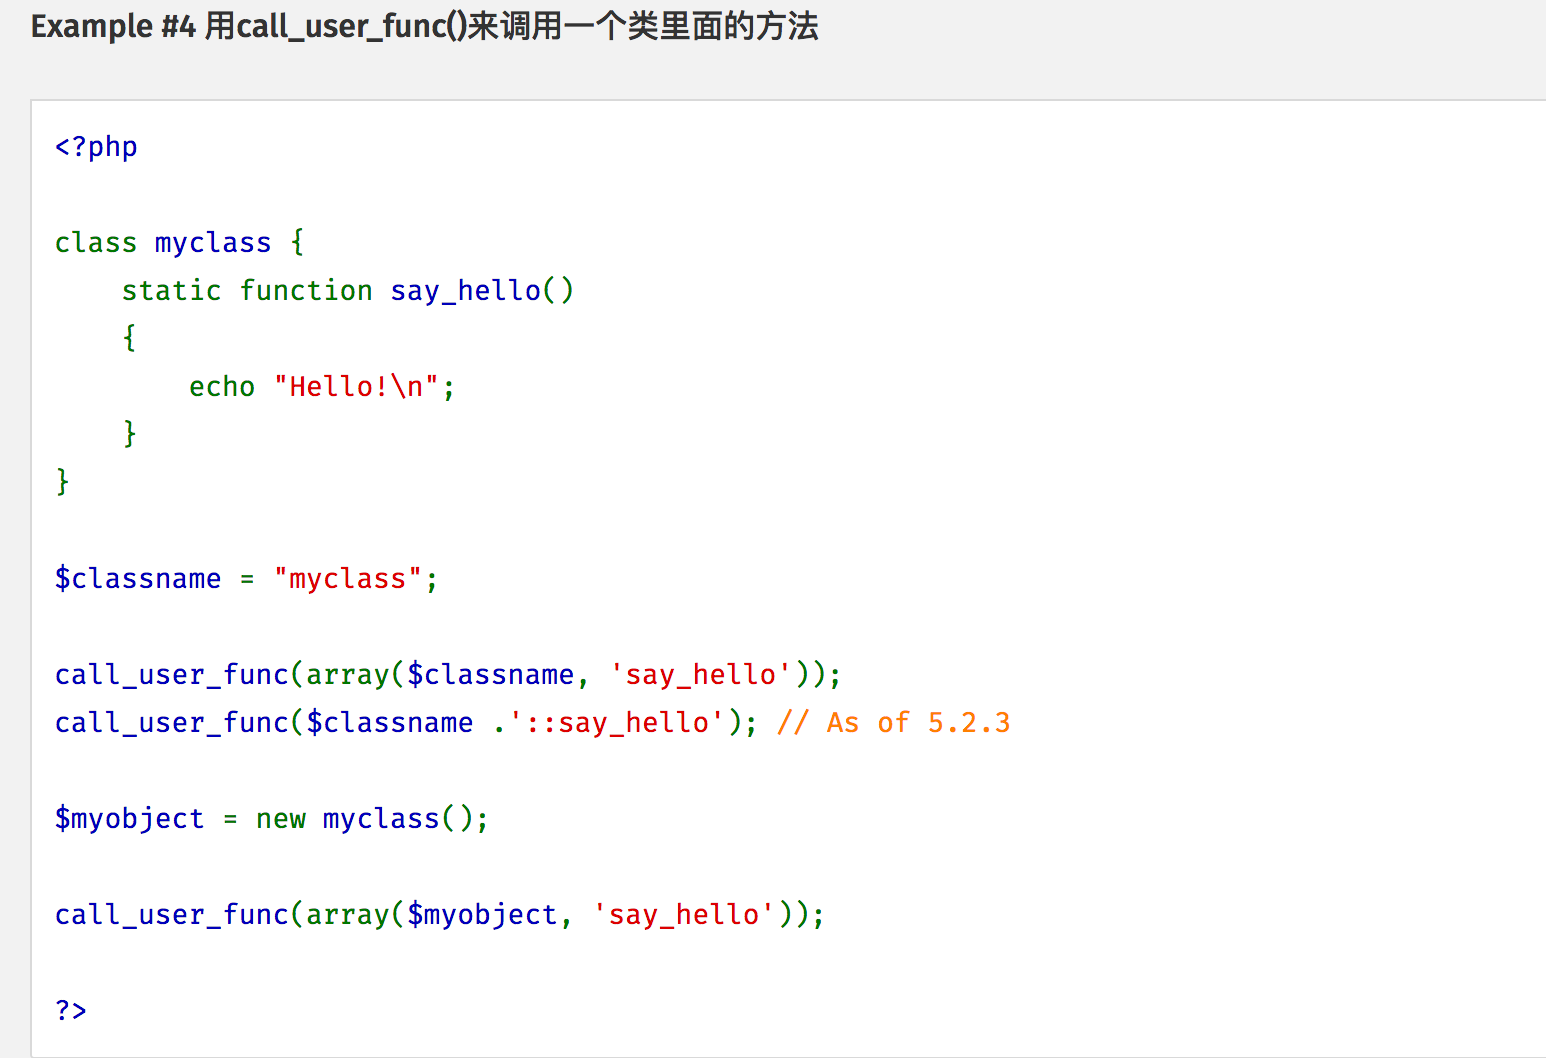 Example #4 用call_user_func()来调用一个类里面的方法
<?php
class myclass {
    static function say_hello()
    {
        echo "Hello!\n";
    }
}
$classname = "myclass";
call_user_func(array($classname, 'say_hello'));
call_user_func($classname .'::say_hello'); // As of 5.2.3
$myobject = new myclass();
call_user_func(array($myobject, 'say_hello'));
?>